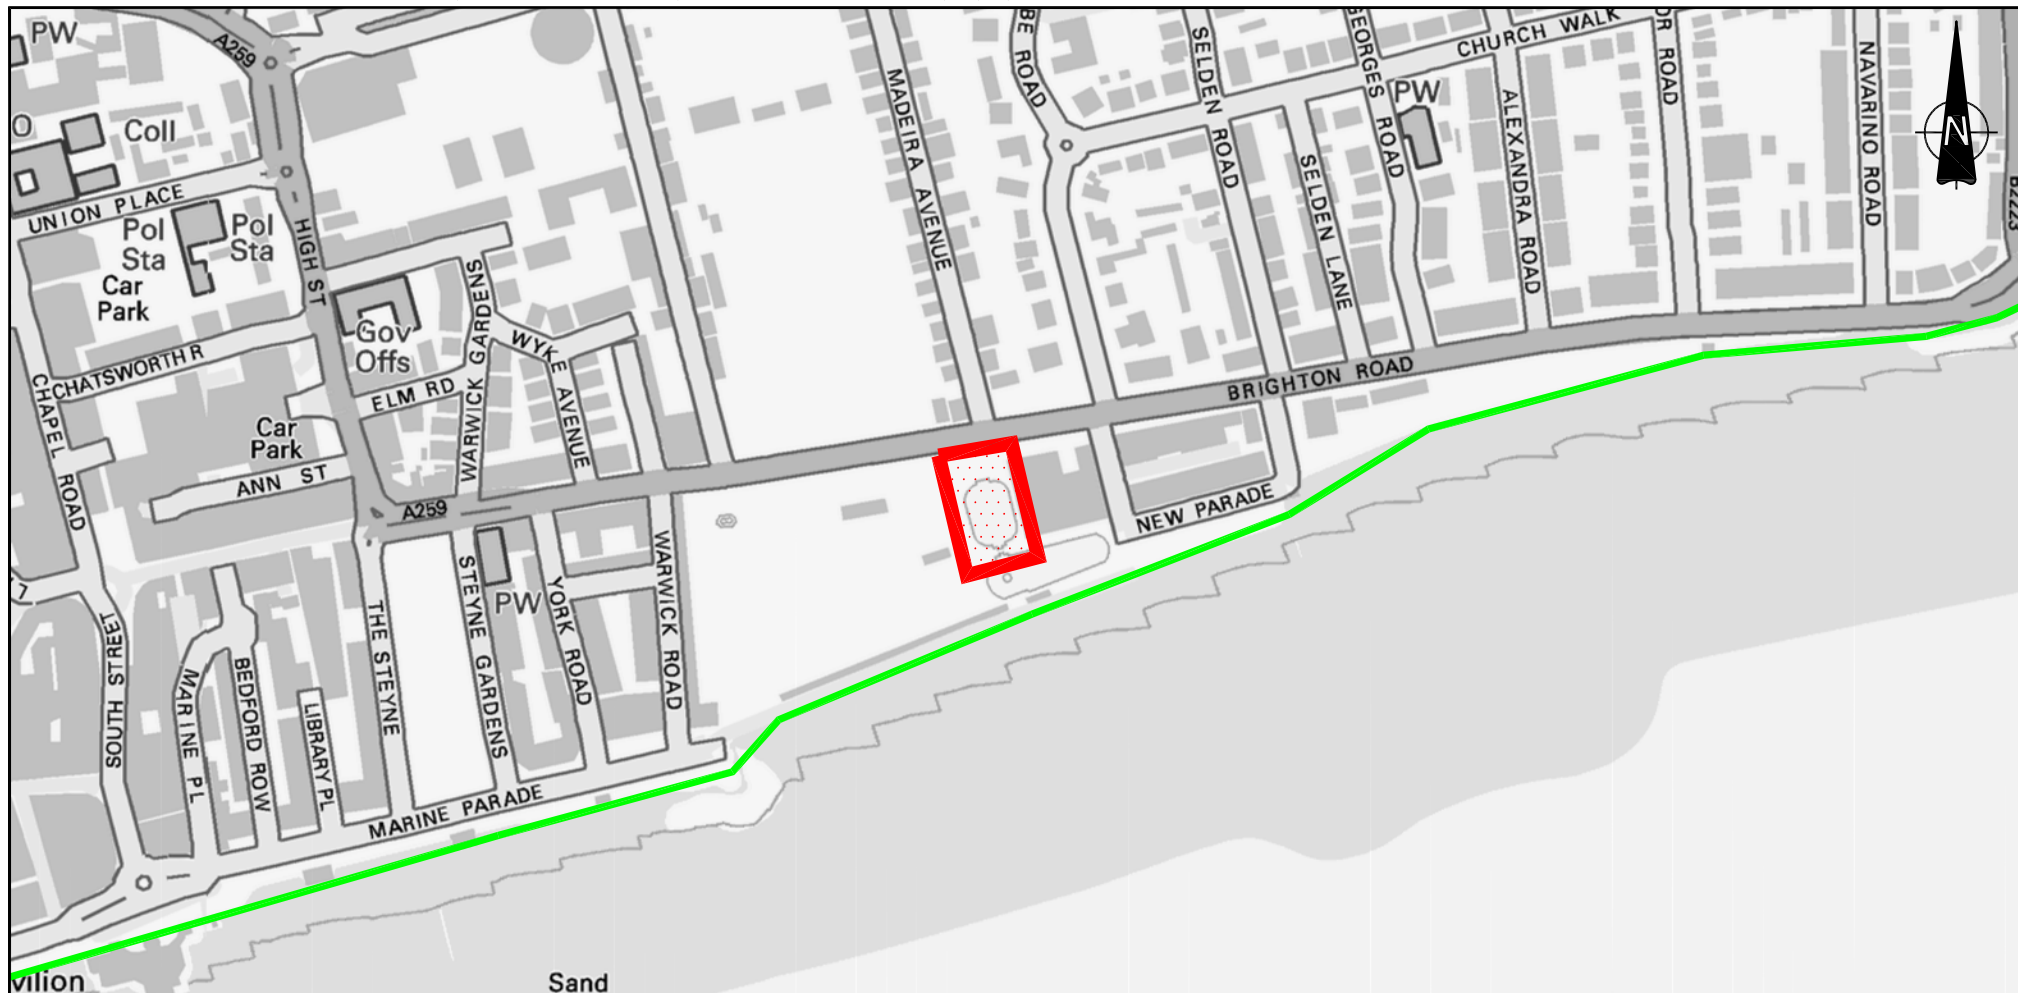 PW
A259
BE ROAD
SELDEN ROAD
GEORGES ROAD
CHURCH WALK
OR ROAD
NAVARINO ROAD
N
MADEIRA AVENUE
PW
ALEXANDRA ROAD
O
Coll
UNION PLACE
Pol
Sta
Pol
Sta
Car
Park
HIGH ST
SELDEN LANE
B2223
WARWICK GARDENS
Gov
Offs
WYKE AVENUE
CHATSWORTH R
CHAPEL ROAD
ELM RD
BRIGHTON ROAD
Car
Park
ANN ST
A259
NEW PARADE
STEYNE GARDENS
PW
YORK ROAD
WARWICK ROAD
THE STEYNE
SOUTH STREET
MARINE PL
BEDFORD ROW
LIBRARY PL
MARINE PARADE
vilion
Sand